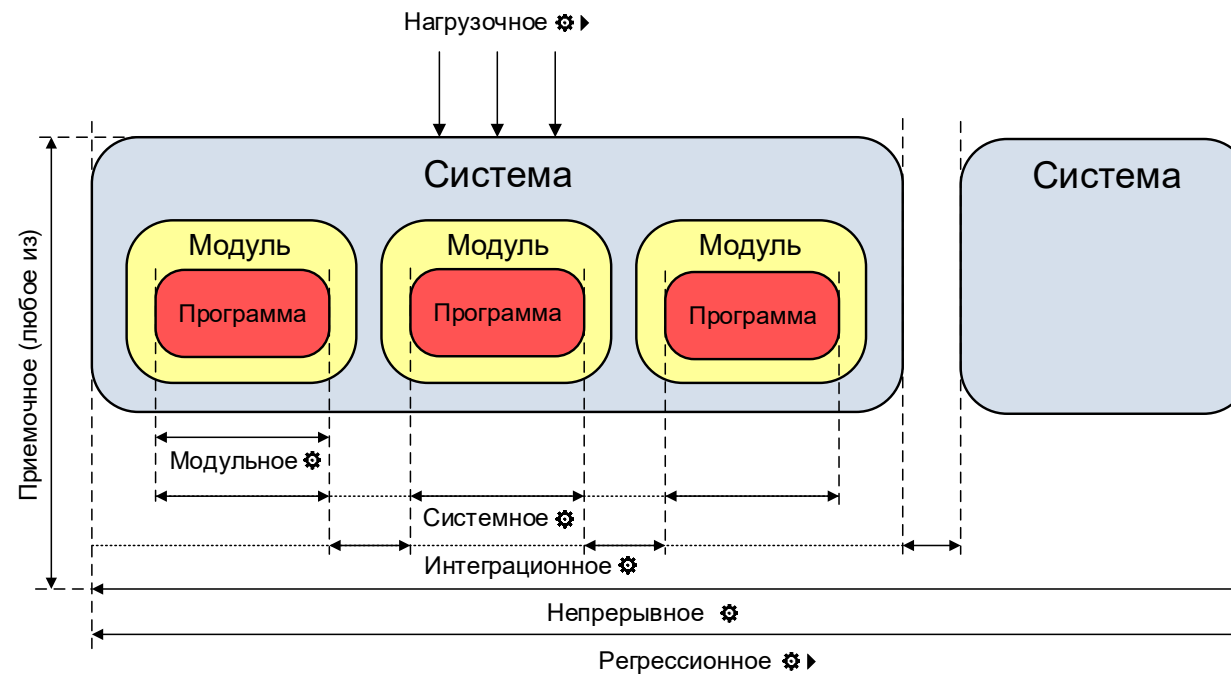 Нагрузочное
Система
Система
Модуль
Модуль
Модуль
Программа
Программа
Программа
Приемочное (любое из)
Модульное
Системное
Интеграционное
Непрерывное
Регрессионное